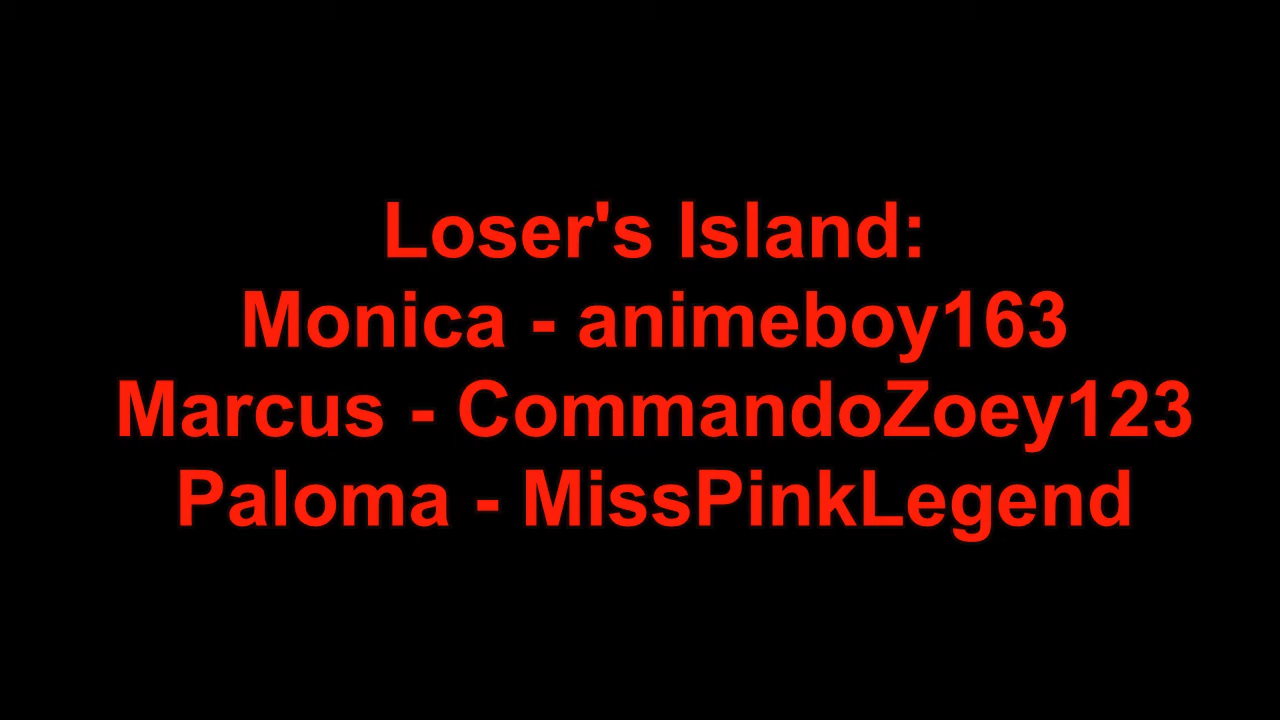 Loser's Island:
Monica - animeboy163
Marcus - CommandoZoey123
Paloma - MissPinkLegend